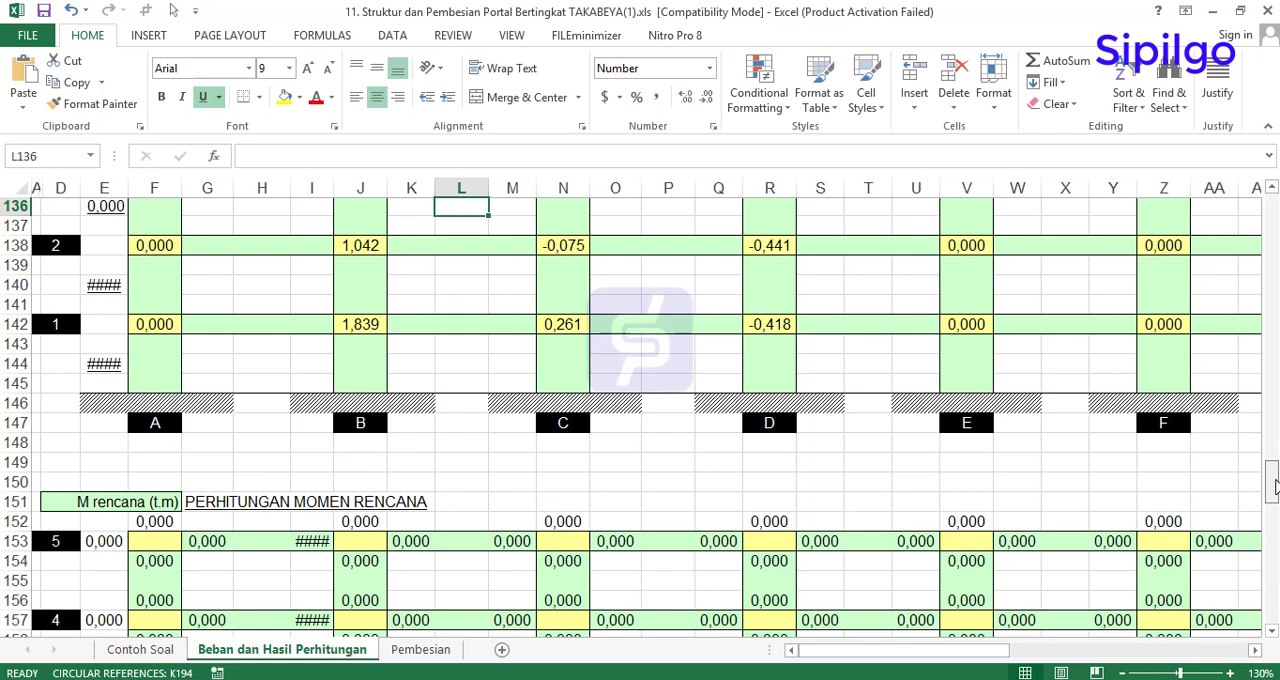 11. Struktur dan Pembesian Portal Bertingkat TAKABEYA(1).xls [Compatibility Mode] - Excel (Product Activation Failed)
FILE HOME INSERT PAGE LAYOUT FORMULAS DATA REVIEW VIEW FILEminimizer Nitro Pro 8 Sign in
Sipilgo
Paste Cut Copy Format Painter
Clipboard
Arial 9
B I U
Font
Wrap Text
Merge & Center
Alignment
Number
$ % ,
Number
Conditional Formatting Format as Table Cell Styles
Styles
Insert Delete Format
Cells
AutoSum Fill Clear Sort & Filter Find & Select
Editing
Justify
Justify
L136 fx
A D E F G H I J K L M N O P Q R S T U V W X Y Z AA A
136 0,000
137
138 2 0,000 1,042 -0,075 -0,441 0,000 0,000
139
140 ####
141
142 1 0,000 1,839 0,261 -0,418 0,000 0,000
143
144 ####
145
146
147 A B C D E F
148
149
150
151 M rencana (t.m) PERHITUNGAN MOMEN RENCANA
152 0,000 0,000 0,000 0,000 0,000 0,000
153 5 0,000 0,000 #### 0,000 0,000 0,000 0,000 0,000 0,000 0,000 0,000 0,000
154 0,000 0,000 0,000 0,000 0,000 0,000
155
156 0,000 0,000 0,000 0,000 0,000 0,000
157 4 0,000 0,000 #### 0,000 0,000 0,000 0,000 0,000 0,000 0,000 0,000 0,000
Contoh Soal Beban dan Hasil Perhitungan Pembesian
READY CIRCULAR REFERENCES: K194 130%